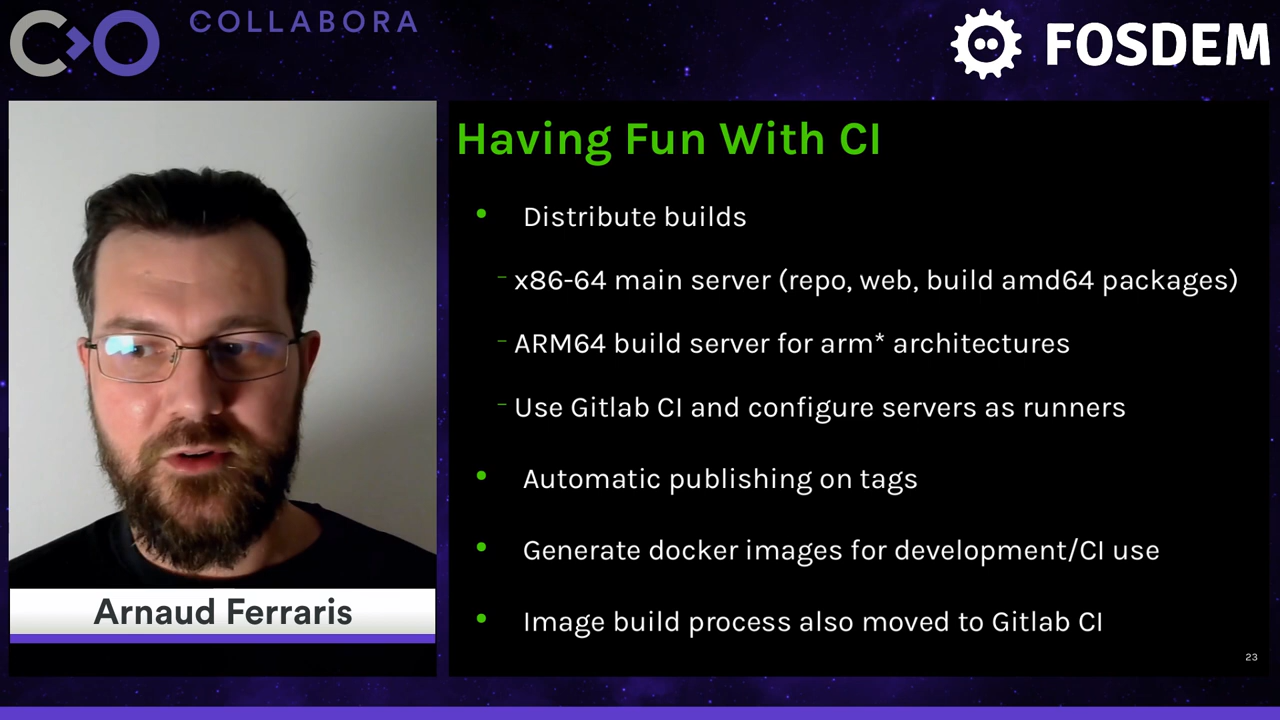 COLLABORA
FOSDEM
Having Fun With CI
• Distribute builds
– x86-64 main server (repo, web, build amd64 packages)
– ARM64 build server for arm* architectures
– Use Gitlab CI and configure servers as runners
• Automatic publishing on tags
• Generate docker images for development/CI use
• Image build process also moved to Gitlab CI
23
Arnaud Ferraris